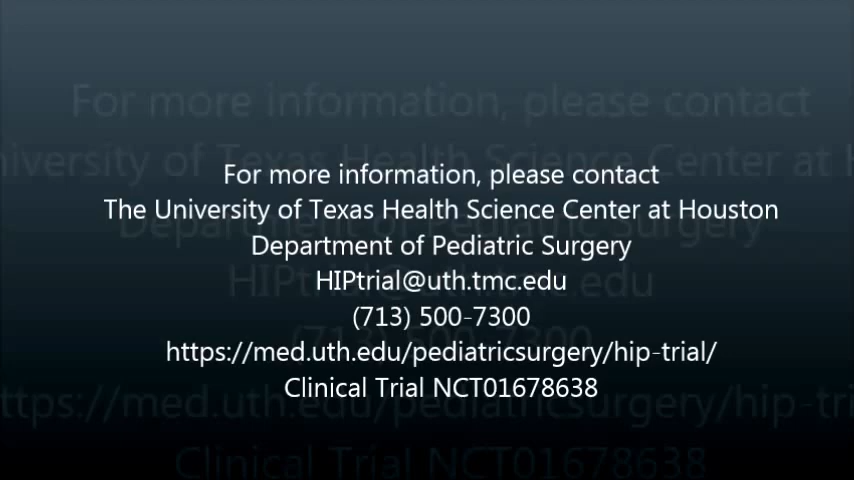 For more information, please contact
The University of Texas Health Science Center at Houston
Department of Pediatric Surgery
HIPtrial@uth.tmc.edu
(713) 500-7300
https://med.uth.edu/pediatricsurgery/hip-trial/
Clinical Trial NCT01678638